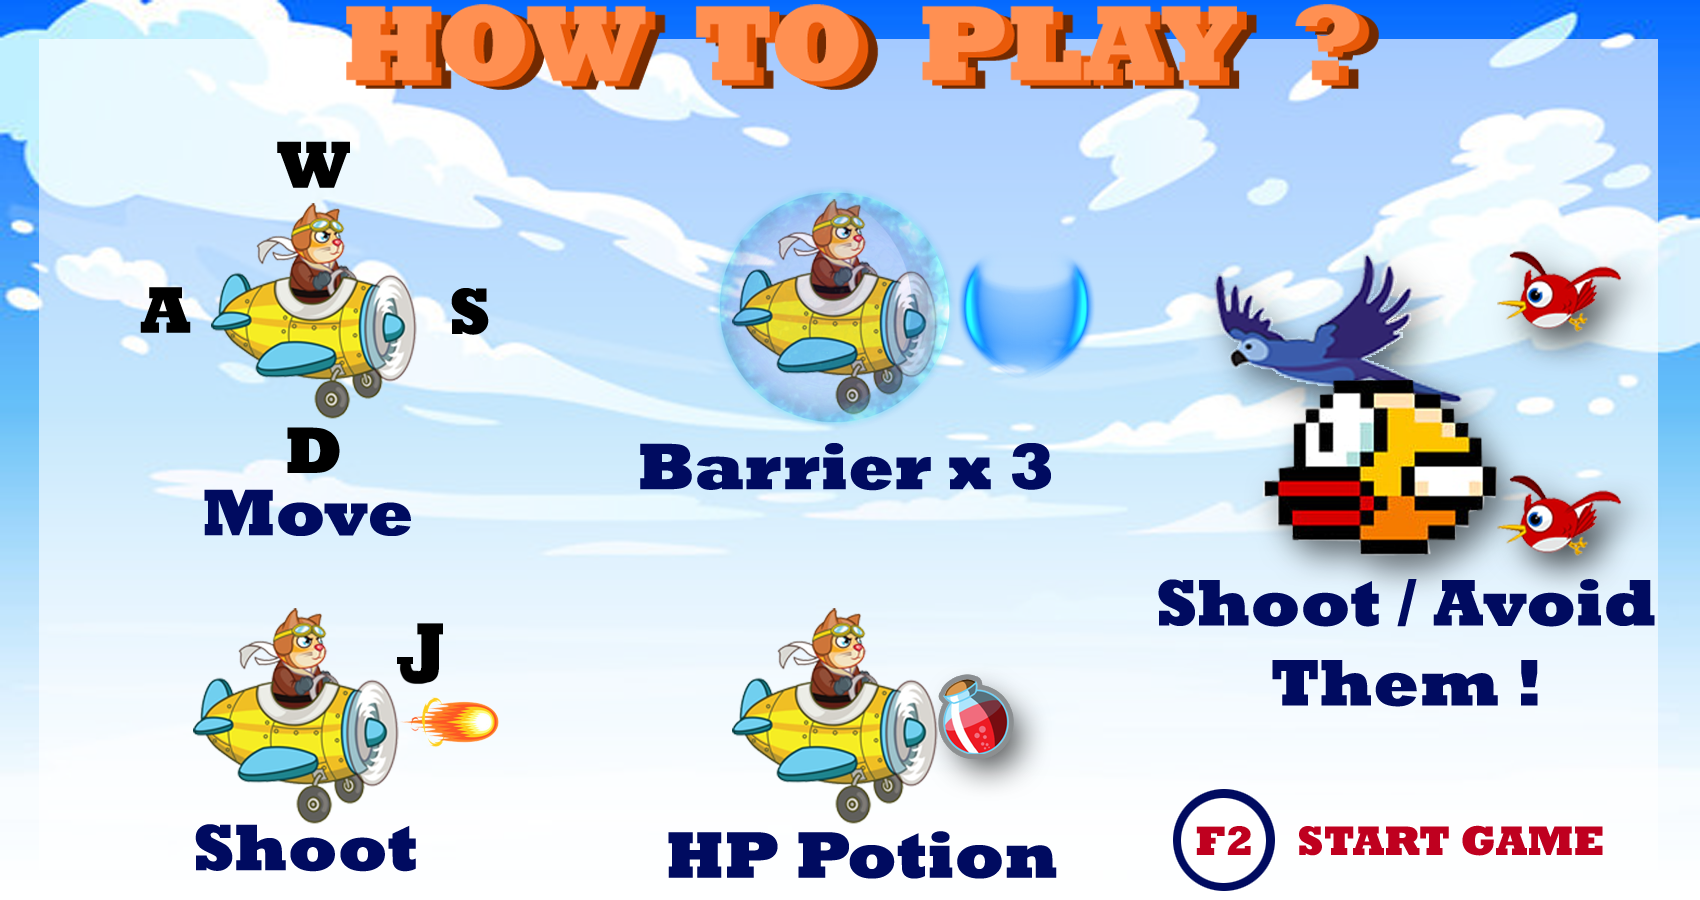 HOW TO PLAY ?
W
A
S
D
Move
Barrier x 3
Shoot / Avoid
Them !
J
Shoot
HP Potion
F2 START GAME